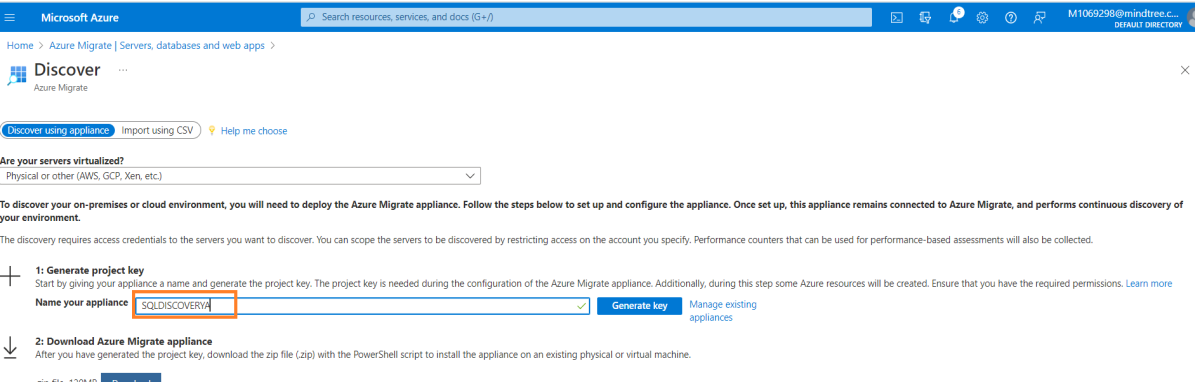 Microsoft Azure
Search resources, services, and docs (G+/)
6
M1069298@mindtree.c...
DEFAULT DIRECTORY
Home > Azure Migrate | Servers, databases and web apps >
Discover ...
Azure Migrate
Discover using appliance Import using CSV Help me choose
Are your servers virtualized?
Physical or other (AWS, GCP, Xen, etc.)
To discover your on-premises or cloud environment, you will need to deploy the Azure Migrate appliance. Follow the steps below to set up and configure the appliance. Once set up, this appliance remains connected to Azure Migrate, and performs continuous discovery of
your environment.
The discovery requires access credentials to the servers you want to discover. You can scope the servers to be discovered by restricting access on the account you specify. Performance counters that can be used for performance-based assessments will also be collected.
1: Generate project key
Start by giving your appliance a name and generate the project key. The project key is needed during the configuration of the Azure Migrate appliance. Additionally, during this step some Azure resources will be created. Ensure that you have the required permissions. Learn more
Name your appliance SQLDISCOVERYA Generate key Manage existing
appliances
2: Download Azure Migrate appliance
After you have generated the project key, download the zip file (.zip) with the PowerShell script to install the appliance on an existing physical or virtual machine.